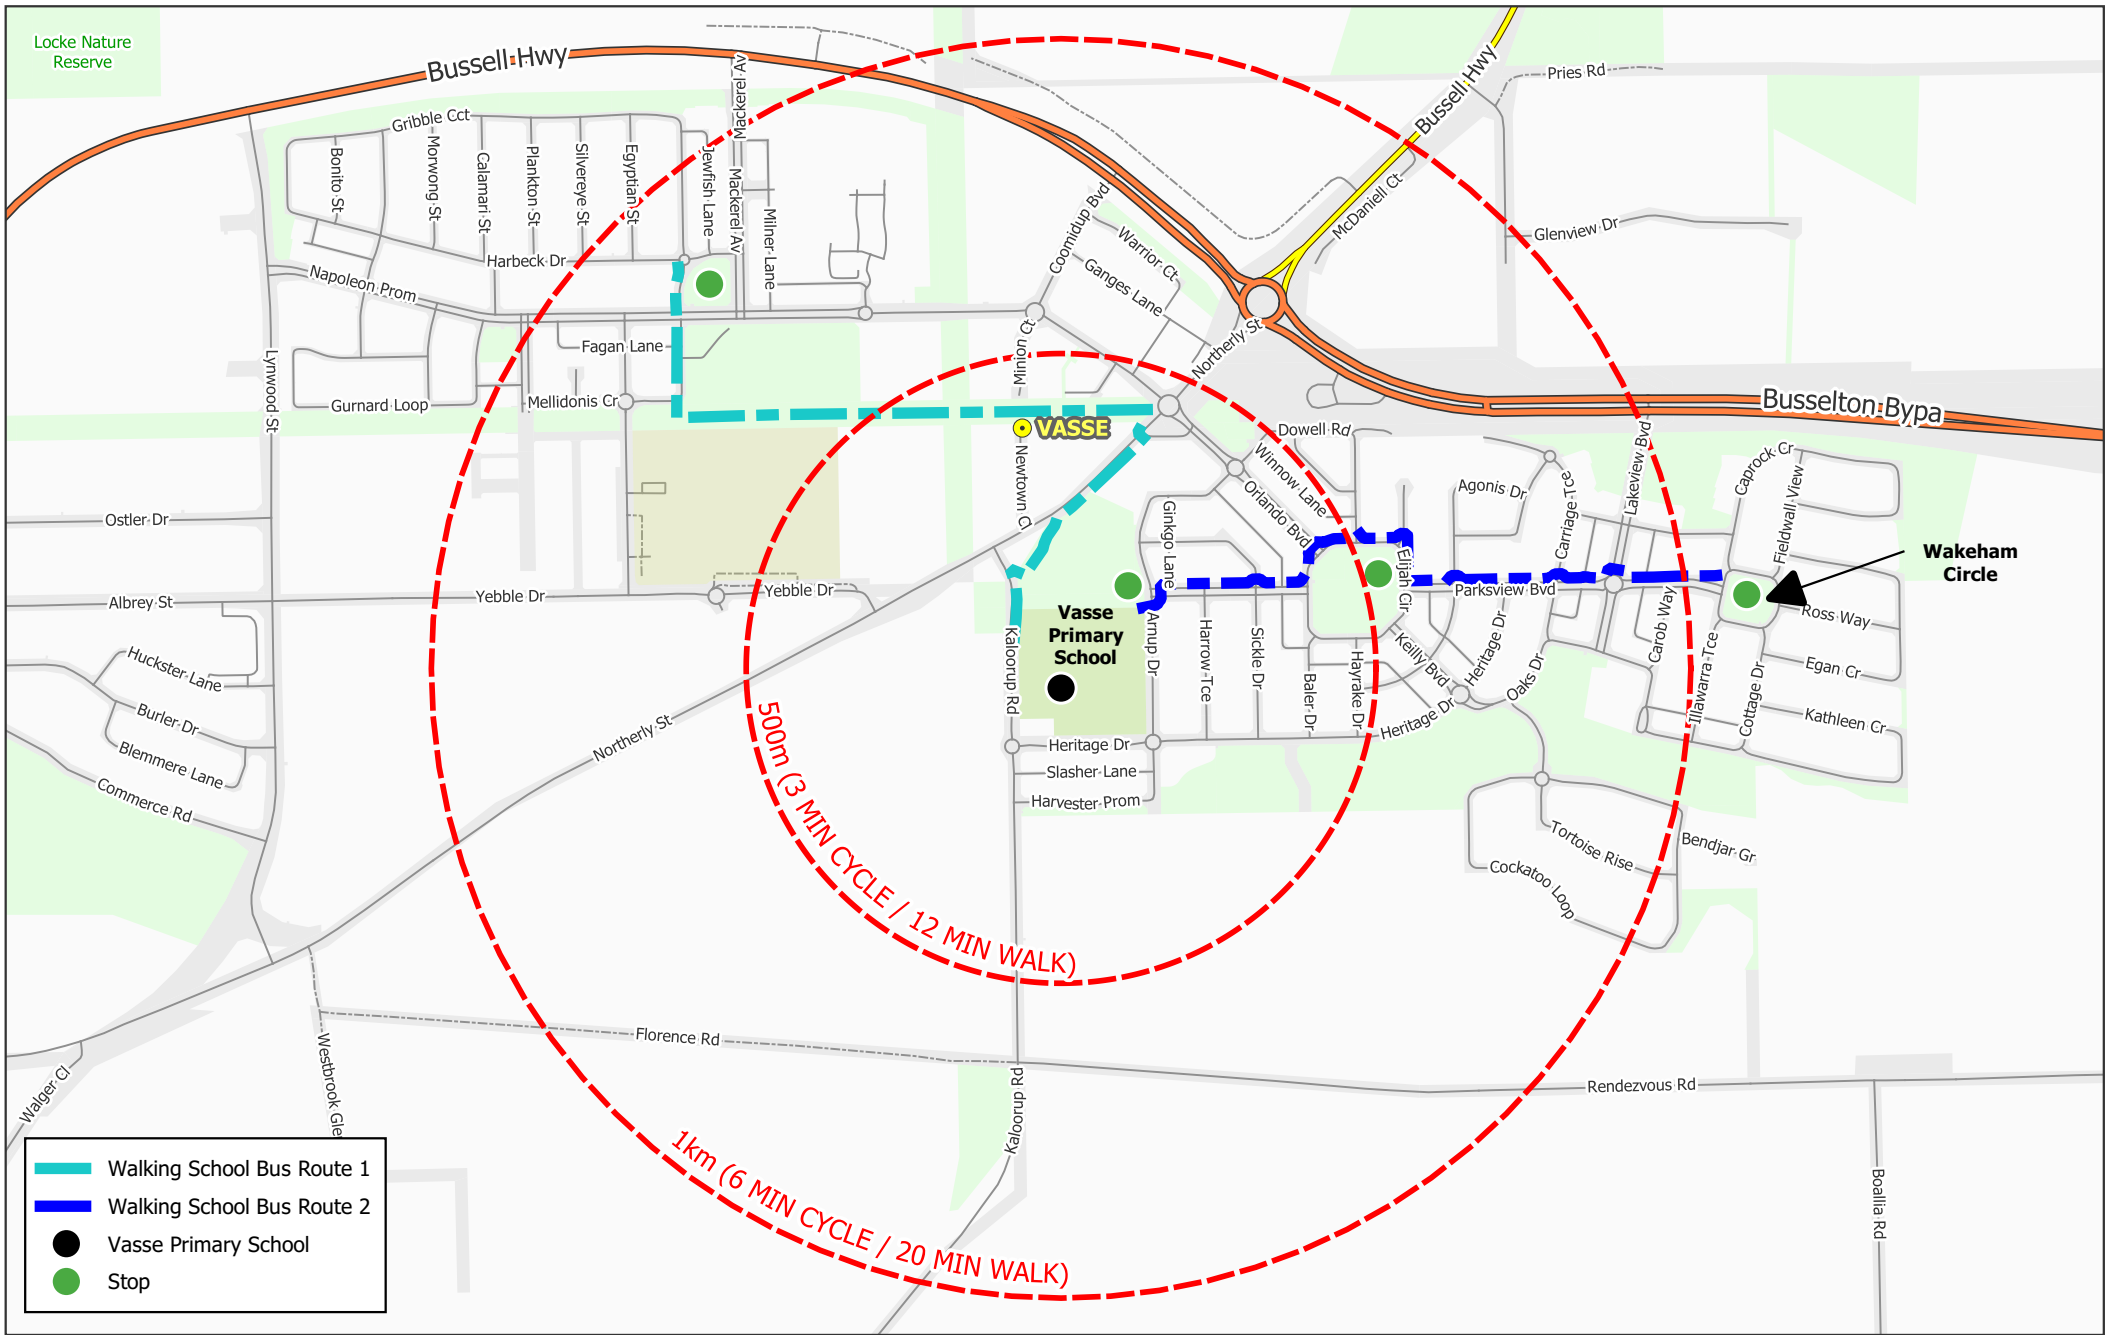 Locke Nature
Reserve
Bussell Hwy
Mackerel Av
Bussell Hwy
Pries Rd
Gribble Cct
Bonito St
Morwong St
Calamari St
Plankton St
Silvereye St
Egyptian St
Jewfish Lane
Mackerel Av
Milner Lane
Coomidup Bvd
Warrior Ct
Ganges Lane
McDaniell Ct
Glenview Dr
Harbeck Dr
Napoleon Prom
Northerly St
Minion Ct
Fagan Lane
Lynwood St
Gurnard Loop
Mellidonis Cr
VASSE
Busselton Bypa
Dowell Rd
Winnow Lane
Orlando Bvd
Newtown Cl
Agonis Dr
Carriage Tce
Lakeview Bvd
Caprock Cr
Fieldwall View
Ostler Dr
Ginkgo Lane
Elijah Cir
Wakeham
Circle
Albrey St
Yebble Dr
Yebble Dr
Parksview Bvd
Ross Way
Vasse
Primary
School
Kaloorup Rd
Arnup Dr
Harrow Tce
Sickle Dr
Baler Dr
Hayrake Dr
Keilly Bvd
Heritage Dr
Oaks Dr
Carob Way
Illawarra Tce
Cottage Dr
Egan Cr
Kathleen Cr
Huckster Lane
Burler Dr
Blemmere Lane
Commerce Rd
Northerly St
Heritage Dr
Heritage Dr
Slasher Lane
Harvester Prom
500m (3 MIN CYCLE / 12 MIN WALK)
Tortoise Rise
Bendjar Gr
Cockatoo Loop
Florence Rd
Westbrook Gle
Walger Cl
Kaloorup Rd
Rendezvous Rd
Boallia Rd
1km (6 MIN CYCLE / 20 MIN WALK)
Walking School Bus Route 1
Walking School Bus Route 2
Vasse Primary School
Stop